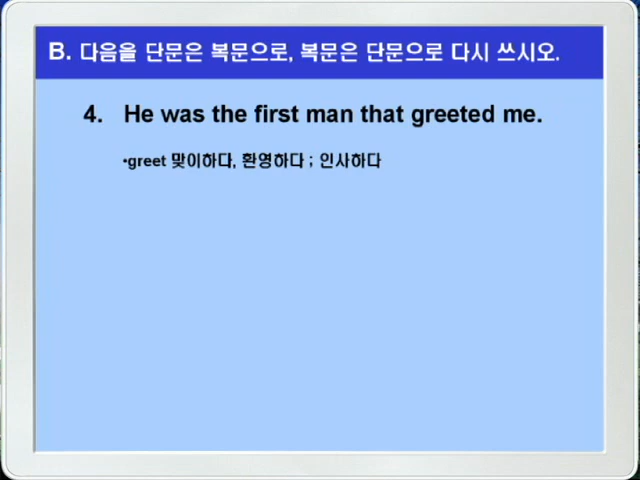 B. 다음을 단문은 복문으로, 복문은 단문으로 다시 쓰시오.
4. He was the first man that greeted me.
•greet 맞이하다, 환영하다 ; 인사하다